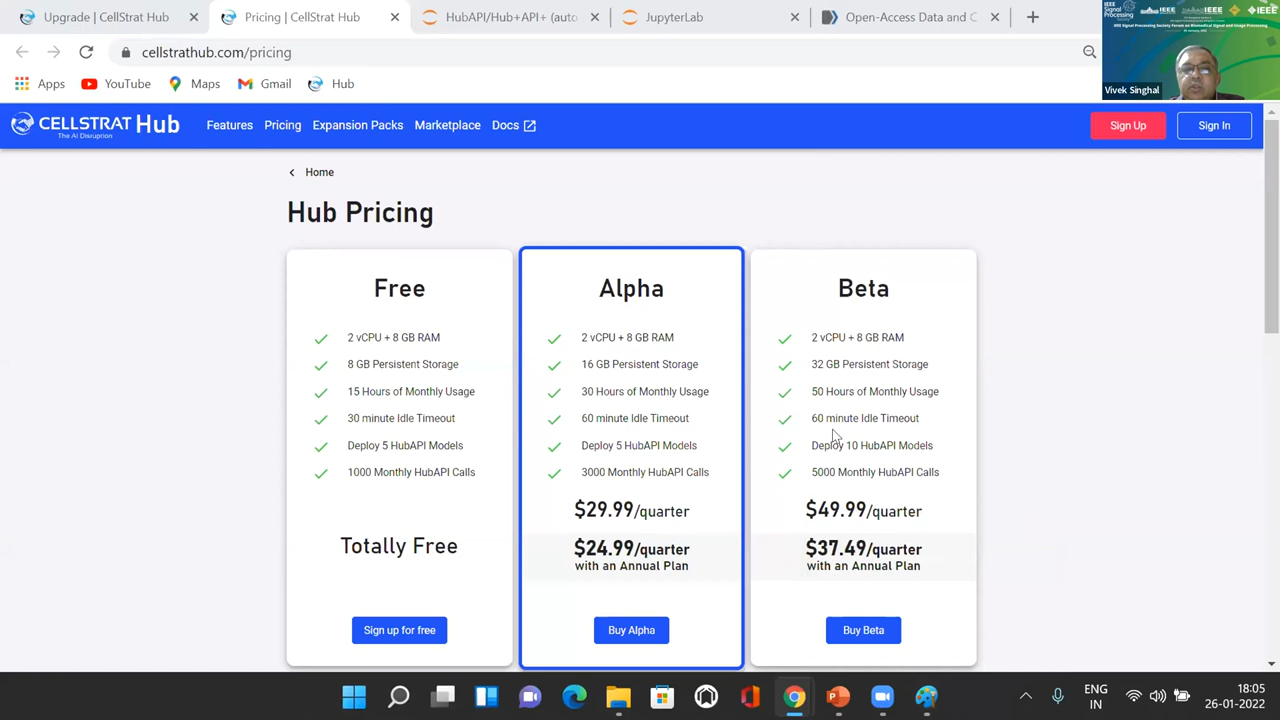 Upgrade | CellStrat Hub
Pricing | CellStrat Hub
JupyterLab
Open Access Data and C
cellstrathub.com/pricing
Apps
YouTube
Maps
Gmail
Hub
Vivek Singhal
CELLSTRAT Hub
The AI Disruption
Features
Pricing
Expansion Packs
Marketplace
Docs
Sign Up
Sign In
Home
Hub Pricing
Free
2 vCPU + 8 GB RAM
8 GB Persistent Storage
15 Hours of Monthly Usage
30 minute Idle Timeout
Deploy 5 HubAPI Models
1000 Monthly HubAPI Calls
Totally Free
Sign up for free
Alpha
2 vCPU + 8 GB RAM
16 GB Persistent Storage
30 Hours of Monthly Usage
60 minute Idle Timeout
Deploy 5 HubAPI Models
3000 Monthly HubAPI Calls
$29.99/quarter
$24.99/quarter
with an Annual Plan
Buy Alpha
Beta
2 vCPU + 8 GB RAM
32 GB Persistent Storage
50 Hours of Monthly Usage
60 minute Idle Timeout
Deploy 10 HubAPI Models
5000 Monthly HubAPI Calls
$49.99/quarter
$37.49/quarter
with an Annual Plan
Buy Beta
ENG
IN
18:05
26-01-2022